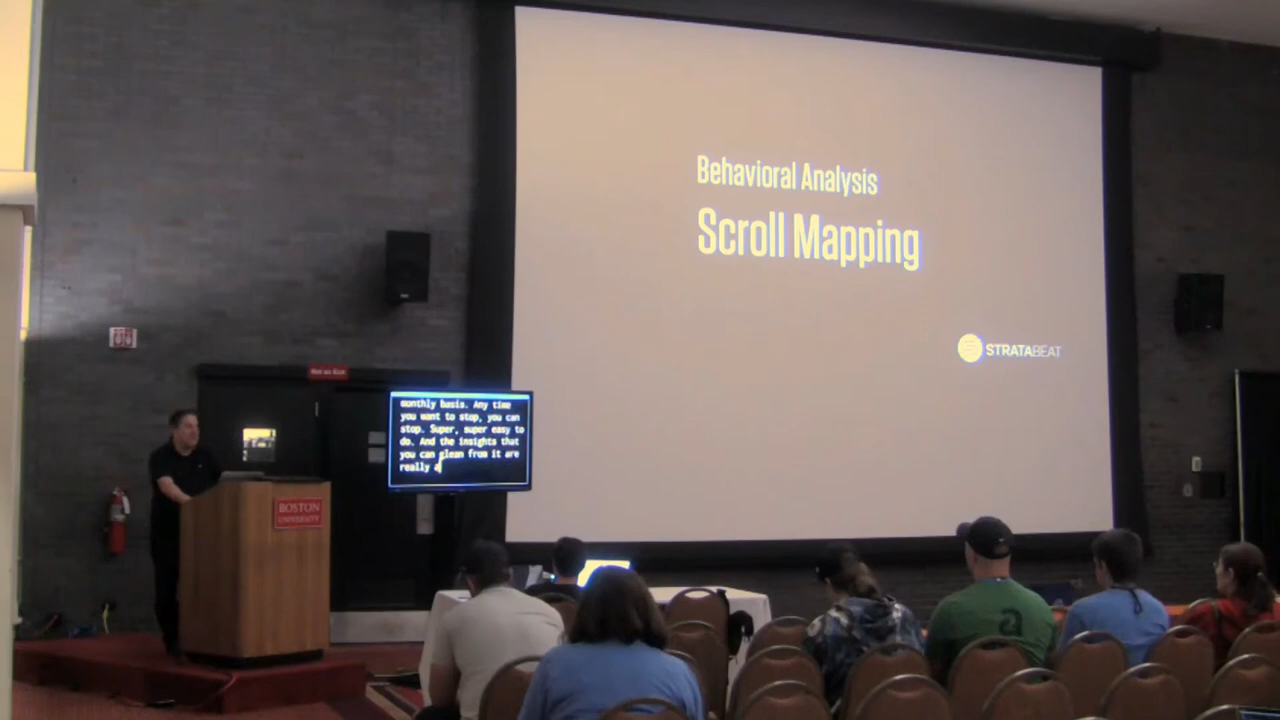 Behavioral Analysis
Scroll Mapping
STRATABEAT
monthly basis. Any time
you want to stop, you can
stop. Super, super easy to
do. And the insights that
you can glean from it are
really a
BOSTON
UNIVERSITY
a